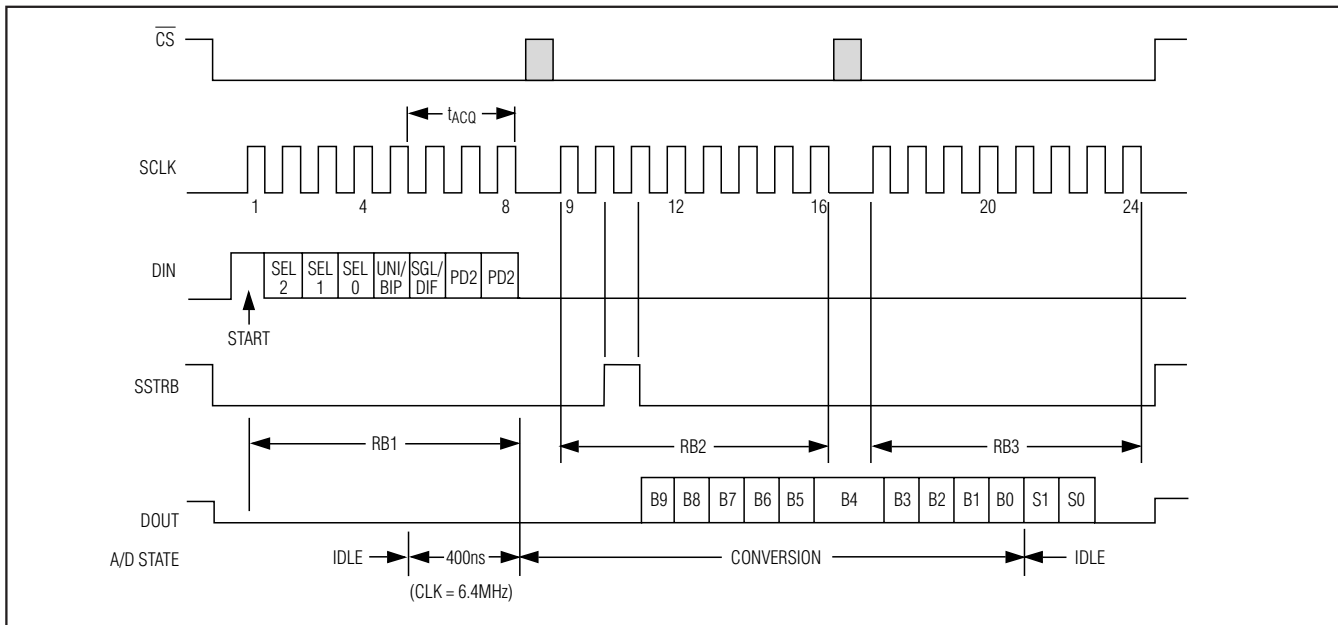 CS
tACQ
SCLK
1 4 8 9 12 16 20 24
DIN
SEL 2
SEL 1
SEL 0
UNI/ BIP
SGL/ DIF
PD2
PD2
START
SSTRB
RB1 RB2 RB3
B9 B8 B7 B6 B5 B4 B3 B2 B1 B0 S1 S0
DOUT
A/D STATE IDLE 400ns CONVERSION IDLE
(CLK = 6.4MHz)